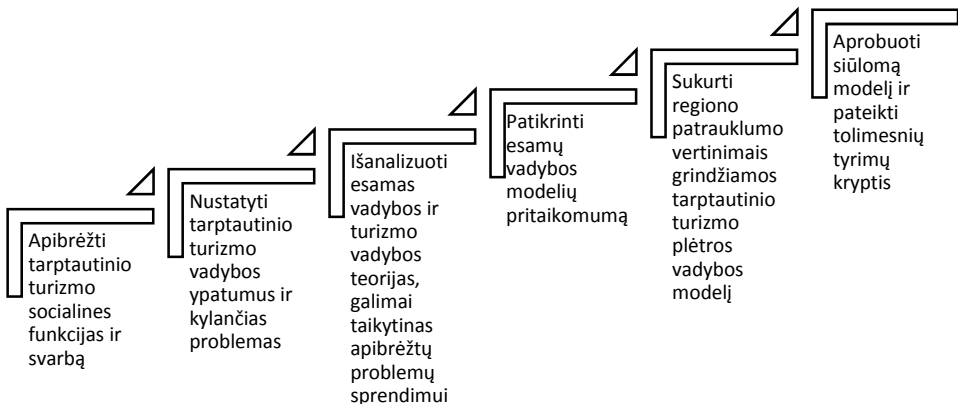 Apibrėžti
tarptautinio
turizmo
socialines
funkcijas ir
svarbą
Nustatyti
tarptautinio
turizmo
vadybos
ypatumus ir
kylančias
problemas
Išanalizuoti
esamas
vadybos ir
turizmo
vadybos
teorijas,
galimai
taikytinas
apibrėžtų
problemų
sprendimui
Patikrinti
esamų
vadybos
modelių
pritaikomumą
Sukurti
regiono
patrauklumo
vertinimais
grindžiamos
tarptautinio
turizmo
plėtros
vadybos
modelį
Aprobuoti
siūlomą
modelį ir
pateikti
tolimesnių
tyrimų
kryptis